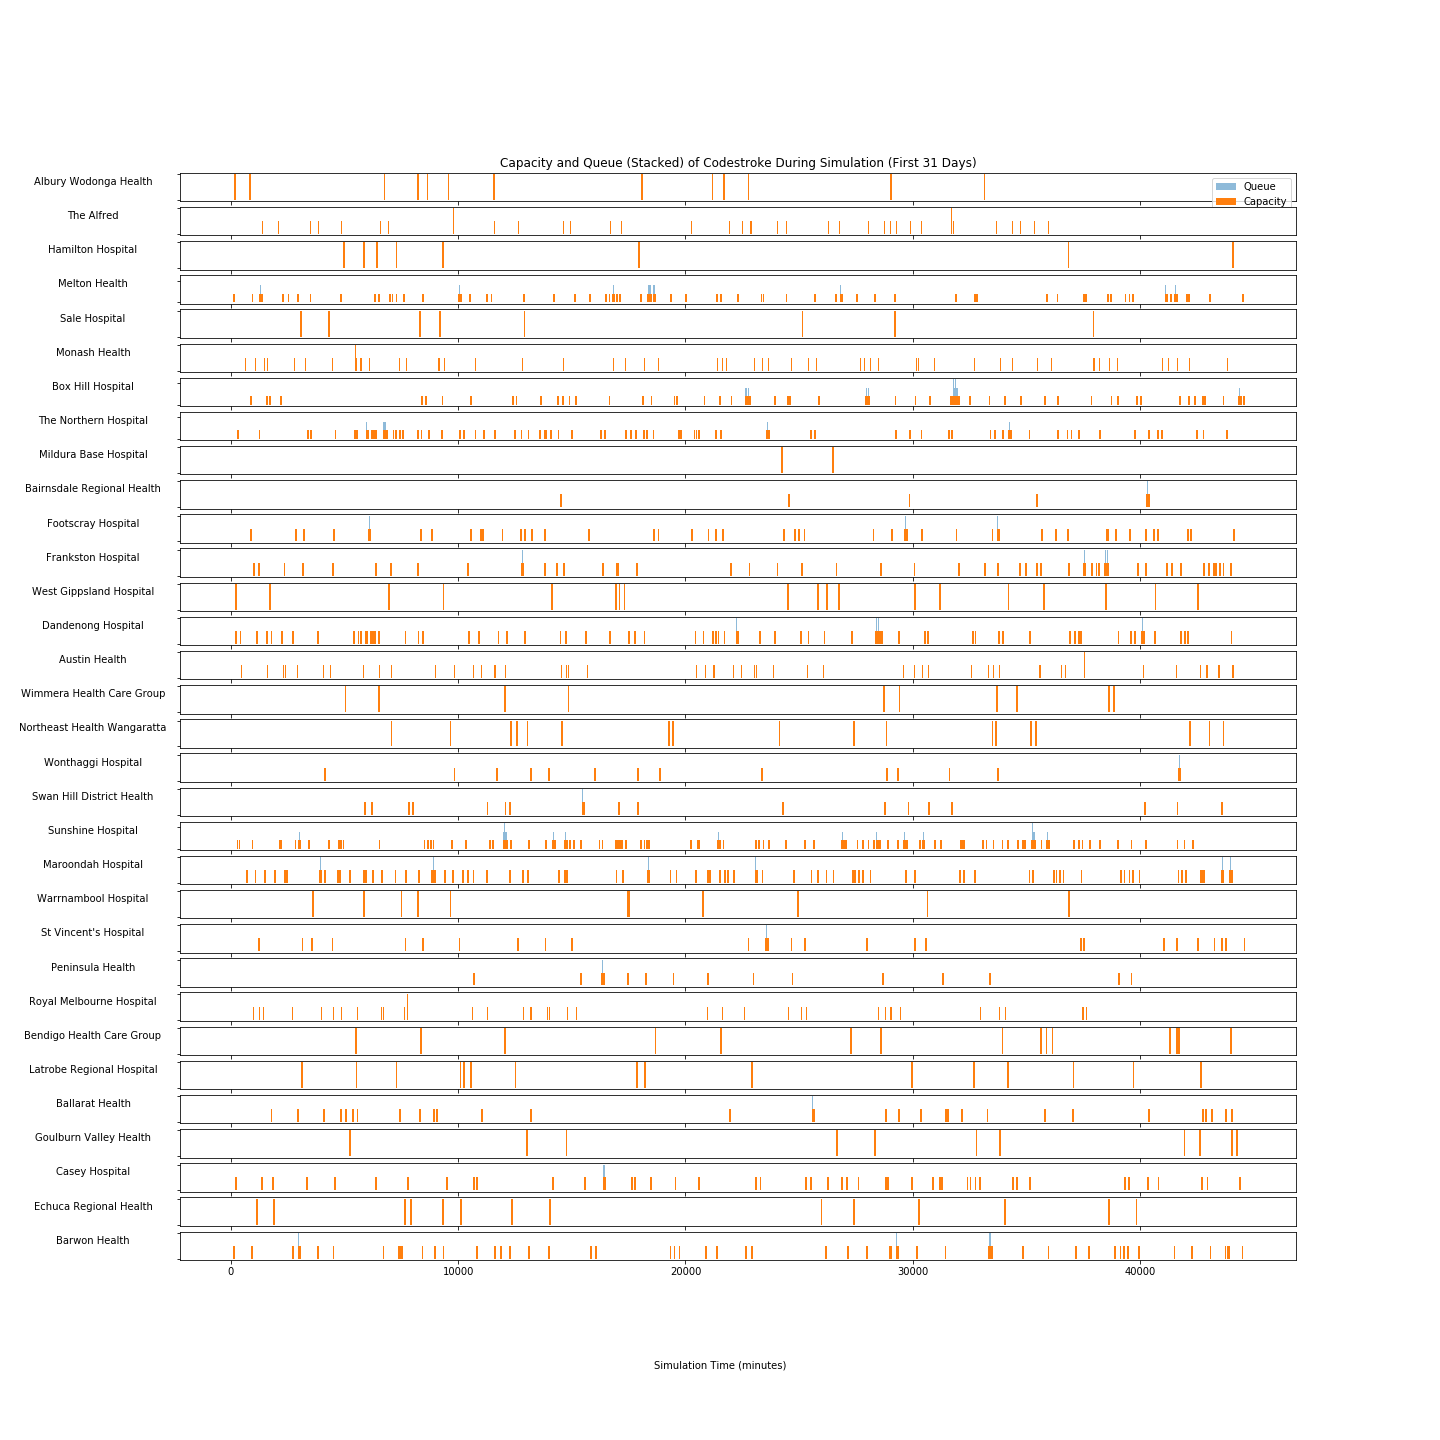 Capacity and Queue (Stacked) of Codestroke During Simulation (First 31 Days)
Albury Wodonga Health
Queue
Capacity
The Alfred
Hamilton Hospital
Melton Health
Sale Hospital
Monash Health
Box Hill Hospital
The Northern Hospital
Mildura Base Hospital
Bairnsdale Regional Health
Footscray Hospital
Frankston Hospital
West Gippsland Hospital
Dandenong Hospital
Austin Health
Wimmera Health Care Group
Northeast Health Wangaratta
Wonthaggi Hospital
Swan Hill District Health
Sunshine Hospital
Maroondah Hospital
Warrnambool Hospital
St Vincent's Hospital
Peninsula Health
Royal Melbourne Hospital
Bendigo Health Care Group
Latrobe Regional Hospital
Ballarat Health
Goulburn Valley Health
Casey Hospital
Echuca Regional Health
Barwon Health
0 10000 20000 30000 40000
Simulation Time (minutes)